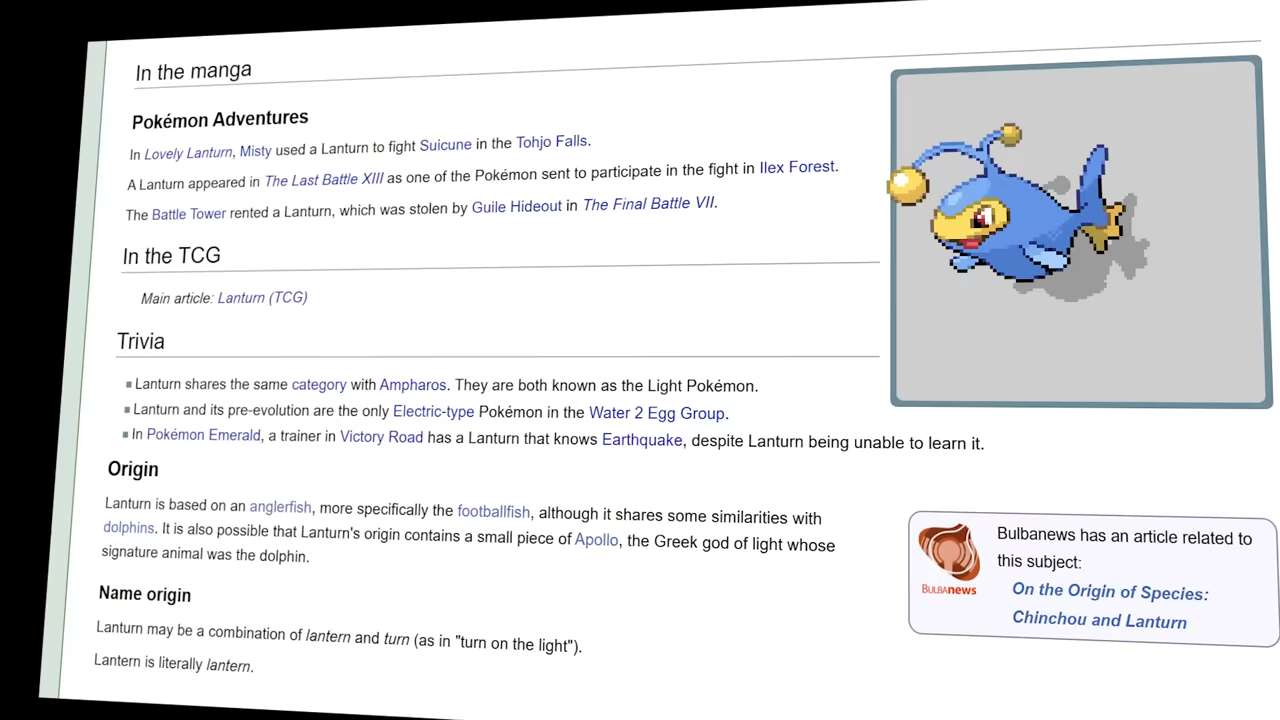 In the manga
Pokémon Adventures
In Lovely Lanturn, Misty used a Lanturn to fight Suicune in the Tohjo Falls.
A Lanturn appeared in The Last Battle XIII as one of the Pokémon sent to participate in the fight in Ilex Forest.
The Battle Tower rented a Lanturn, which was stolen by Guile Hideout in The Final Battle VII.
In the TCG
Main article: Lanturn (TCG)
Trivia
Lanturn shares the same category with Ampharos. They are both known as the Light Pokémon.
Lanturn and its pre-evolution are the only Electric-type Pokémon in the Water 2 Egg Group.
In Pokémon Emerald, a trainer in Victory Road has a Lanturn that knows Earthquake, despite Lanturn being unable to learn it.
Origin
Lanturn is based on an anglerfish, more specifically the footballfish, although it shares some similarities with
dolphins. It is also possible that Lanturn's origin contains a small piece of Apollo, the Greek god of light whose
signature animal was the dolphin.
Name origin
Lanturn may be a combination of lantern and turn (as in "turn on the light").
Lantern is literally lantern.
BULBANEWS
Bulbanews has an article related to
this subject:
On the Origin of Species:
Chinchou and Lanturn